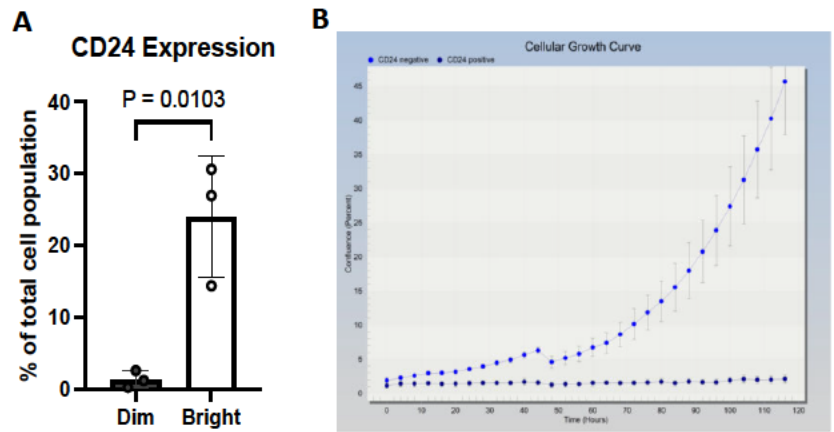 A
CD24 Expression
P = 0.0103
% of total cell population
40
30
20
10
0
Dim Bright
B
Cellular Growth Curve
CD24 negative CD24 positive
Confluence (Percent)
45
40
35
30
25
20
15
10
5
0
0 10 20 30 40 50 60 70 80 90 100 110 120
Time (Hours)